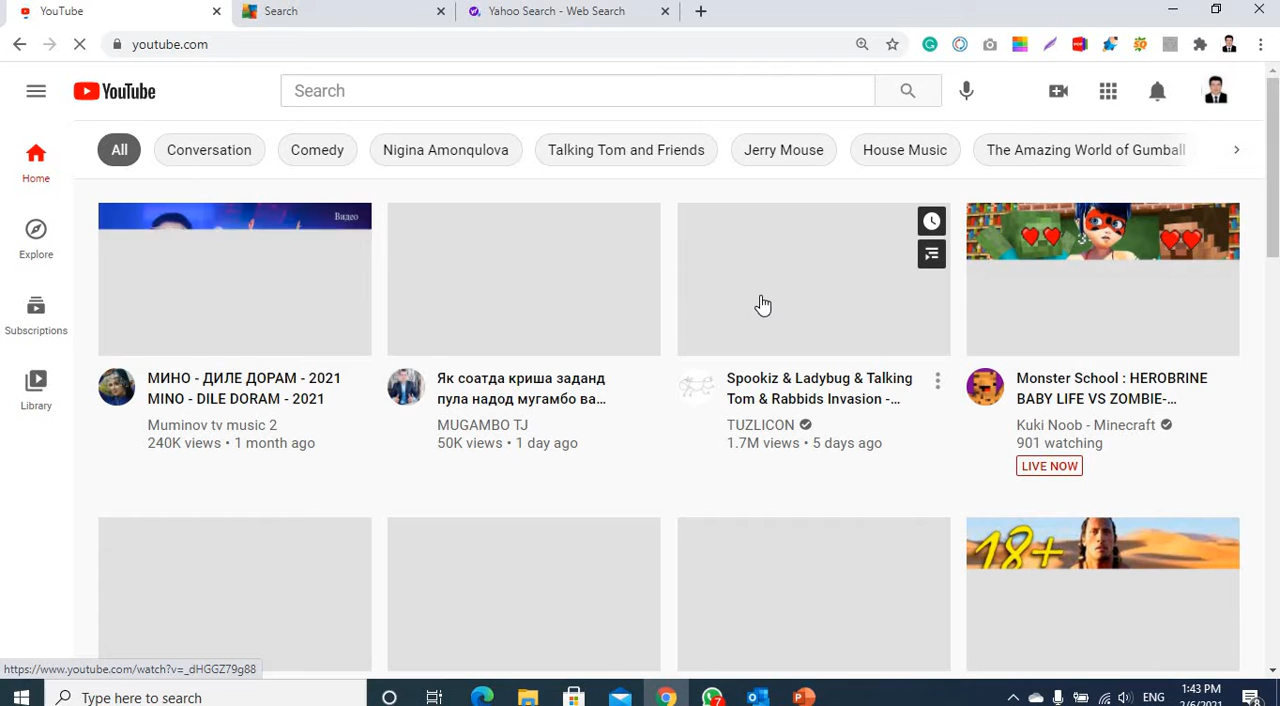 YouTube
Search
Yahoo Search - Web Search
youtube.com
YouTube
Search
All
Conversation
Comedy
Nigina Amonqulova
Talking Tom and Friends
Jerry Mouse
House Music
The Amazing World of Gumball
Home
Explore
Subscriptions
Library
Видео
МИНО - ДИЛЕ ДОРАМ - 2021
MINO - DILE DORAM - 2021
Muminov tv music 2
240K views • 1 month ago
Як соатда криша заданд
пула надод мугамбо ва...
MUGAMBO TJ
50K views • 1 day ago
Spookiz & Ladybug & Talking
Tom & Rabbids Invasion -...
TUZLICON
1.7M views • 5 days ago
Monster School : HEROBRINE
BABY LIFE VS ZOMBIE-...
Kuki Noob - Minecraft
901 watching
LIVE NOW
18+
https://www.youtube.com/watch?v=_dHGGZ79g88
Type here to search
7
ENG
1:43 PM
2/6/2021
8